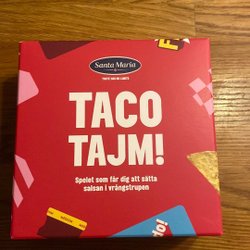 Santa Maria
TACO
TAJM!
Spelet som får dig att sätta
salsan i vrångstrupen